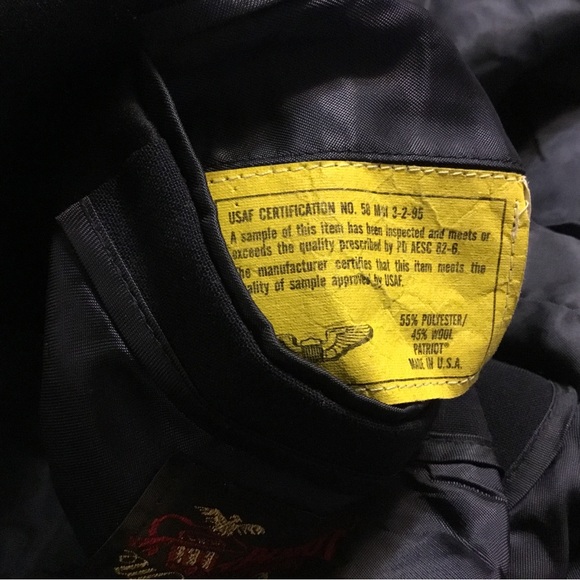 USAF CERTIFICATION NO. 58 MWI 2-2-95
A sample of this item has been inspected and meets or
exceeds the quality prescribed by PD AESC 82-6.
The manufacturer certifies that this item meets the
quality of sample approved by USAF.
55% POLYESTER/
45% WOOL
PATRIOT®
MADE IN U.S.A.